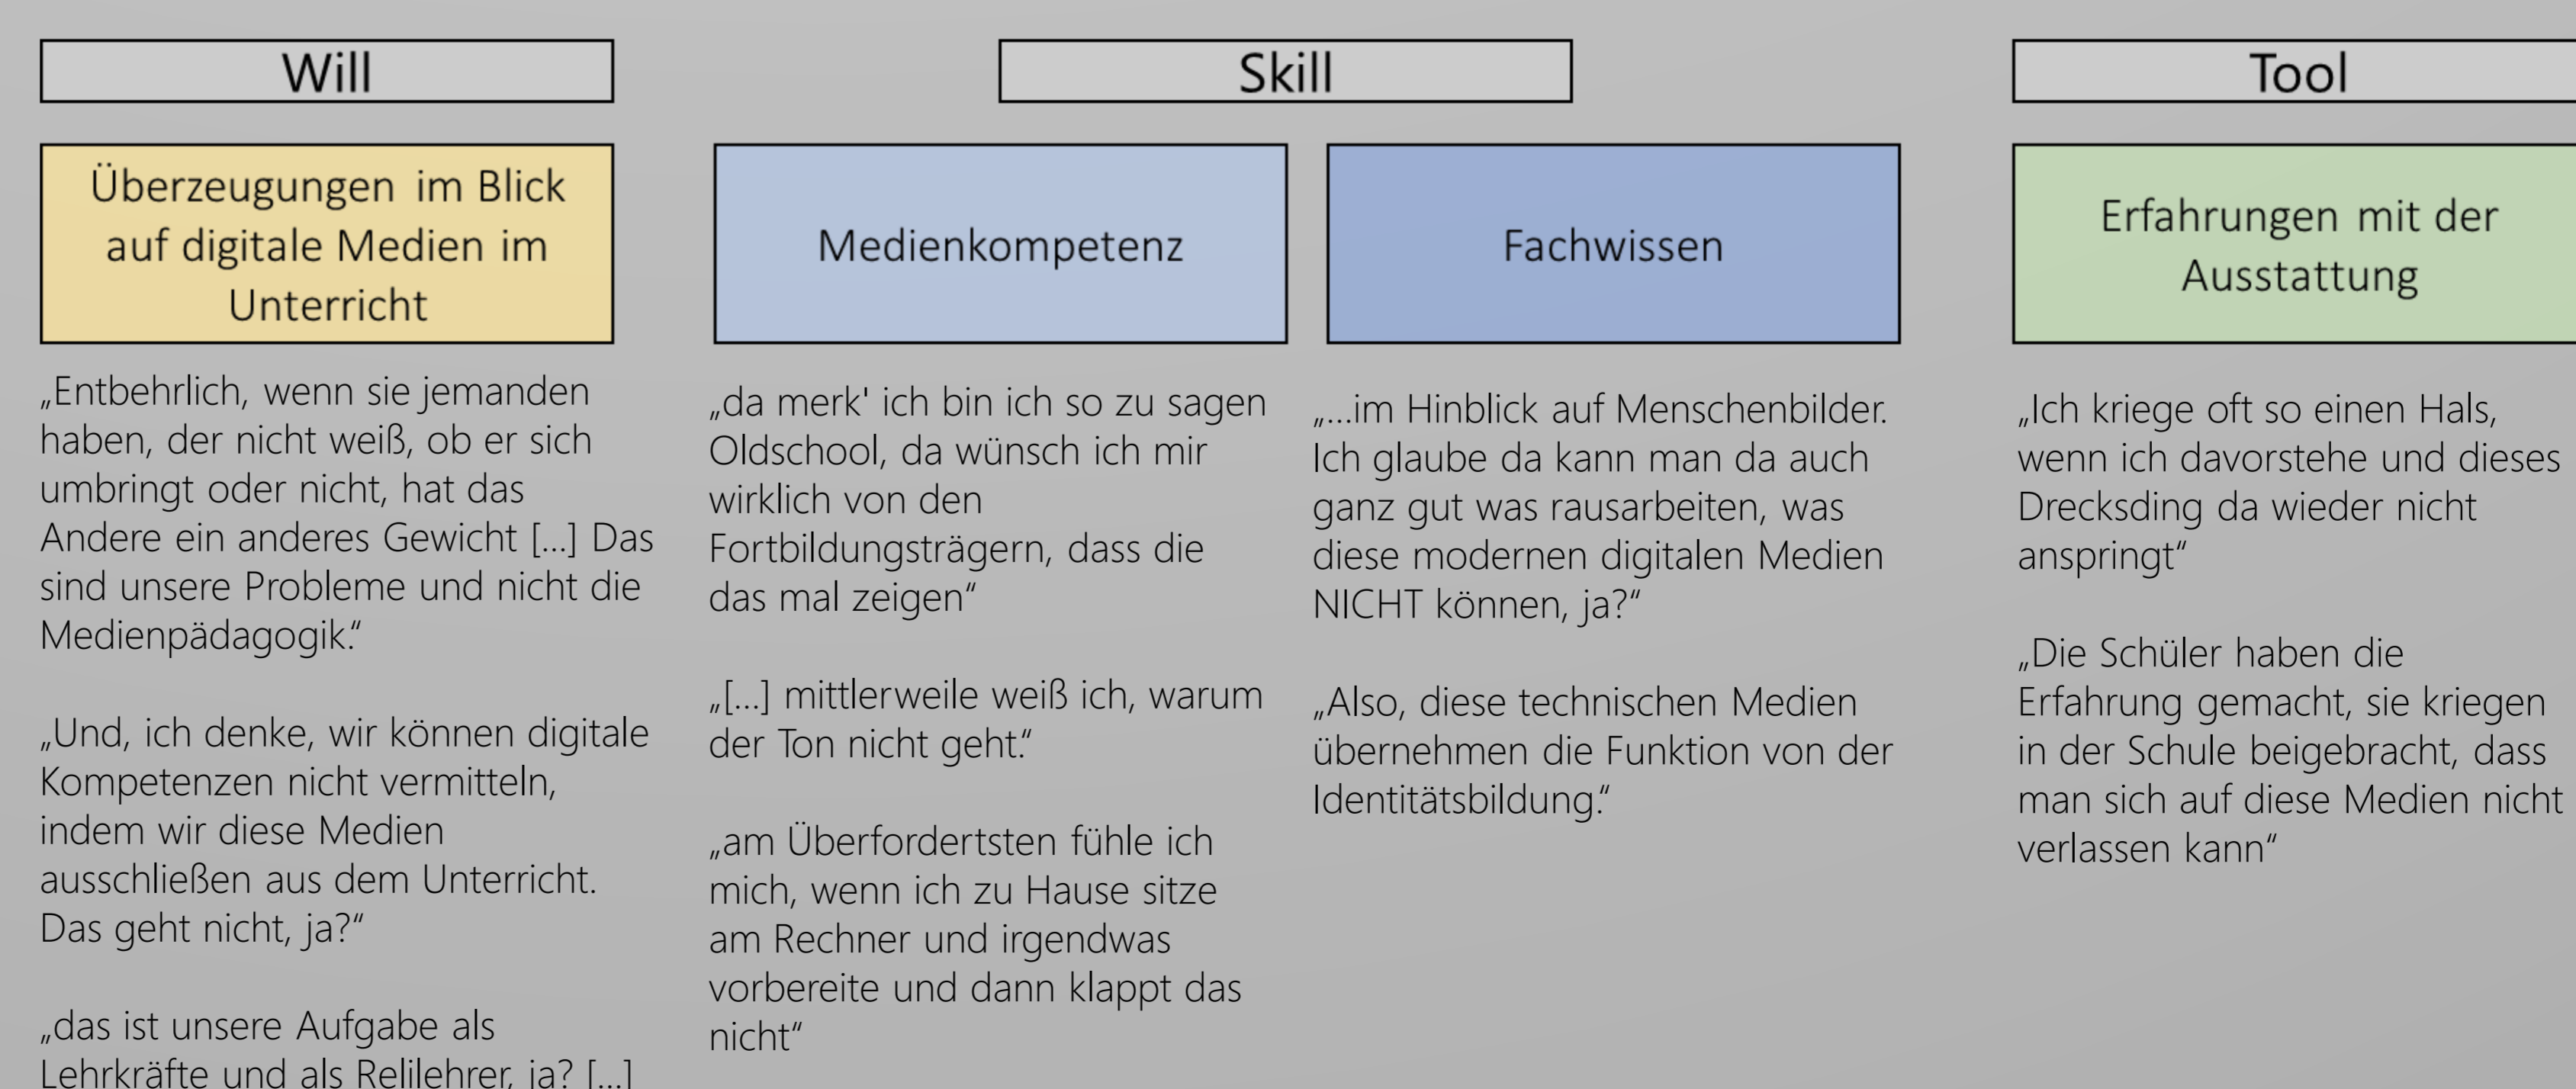 Will
Überzeugungen im Blick
auf digitale Medien im
Unterricht
„Entbehrlich, wenn sie jemanden
haben, der nicht weiß, ob er sich
umbringt oder nicht, hat das
Andere ein anderes Gewicht [...] Das
sind unsere Probleme und nicht die
Medienpädagogik.“
„Und, ich denke, wir können digitale
Kompetenzen nicht vermitteln,
indem wir diese Medien
ausschließen aus dem Unterricht.
Das geht nicht, ja?“
„das ist unsere Aufgabe als
Lehrkräfte und als Relilehrer, ja? [...]
Skill
Medienkompetenz
„da merk' ich bin ich so zu sagen
Oldschool, da wünsch ich mir
wirklich von den
Fortbildungsträgern, dass die
das mal zeigen“
„[...] mittlerweile weiß ich, warum
der Ton nicht geht.“
„am Überfordertsten fühle ich
mich, wenn ich zu Hause sitze
am Rechner und irgendwas
vorbereite und dann klappt das
nicht“
Fachwissen
„...im Hinblick auf Menschenbilder.
Ich glaube da kann man da auch
ganz gut was rausarbeiten, was
diese modernen digitalen Medien
NICHT können, ja?“
„Also, diese technischen Medien
übernehmen die Funktion von der
Identitätsbildung.“
Tool
Erfahrungen mit der
Ausstattung
„Ich kriege oft so einen Hals,
wenn ich davorstehe und dieses
Drecksding da wieder nicht
anspringt“
„Die Schüler haben die
Erfahrung gemacht, sie kriegen
in der Schule beigebracht, dass
man sich auf diese Medien nicht
verlassen kann“